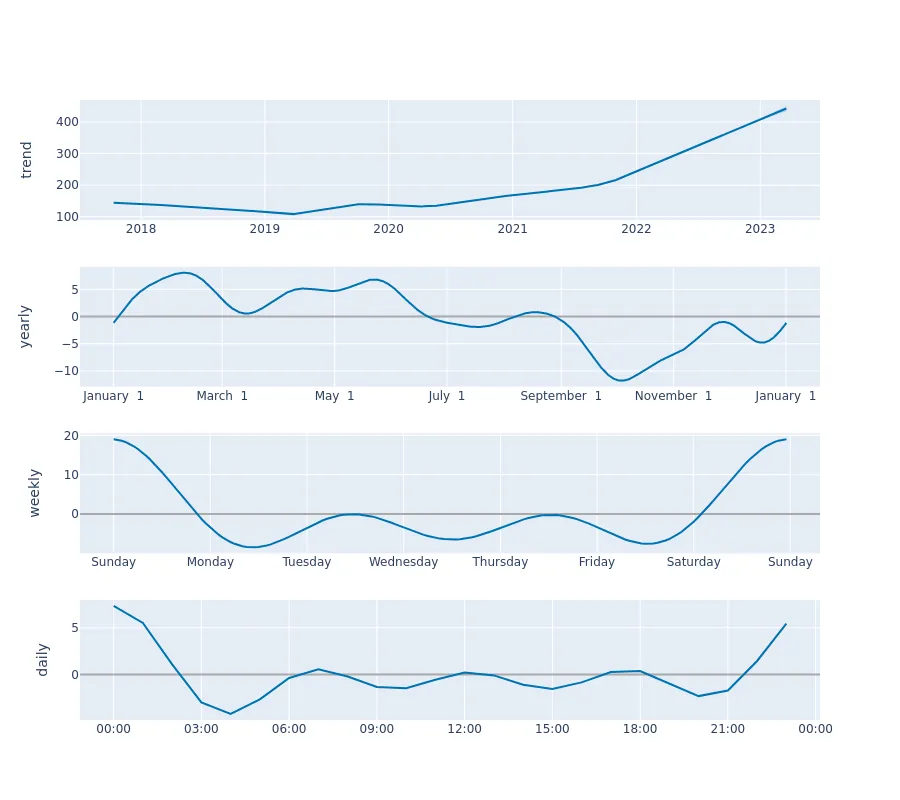 trend
400
300
200
100
2018 2019 2020 2021 2022 2023
yearly
5
0
−5
−10
January 1 March 1 May 1 July 1 September 1 November 1 January 1
weekly
20
10
0
Sunday Monday Tuesday Wednesday Thursday Friday Saturday Sunday
daily
5
0
00:00 03:00 06:00 09:00 12:00 15:00 18:00 21:00 00:00